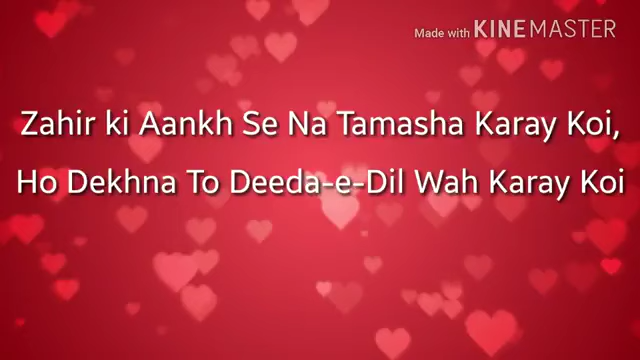 Made with KINEMASTER
Zahir ki Aankh Se Na Tamasha Karay Koi,
Ho Dekhna To Deeda-e-Dil Wah Karay Koi